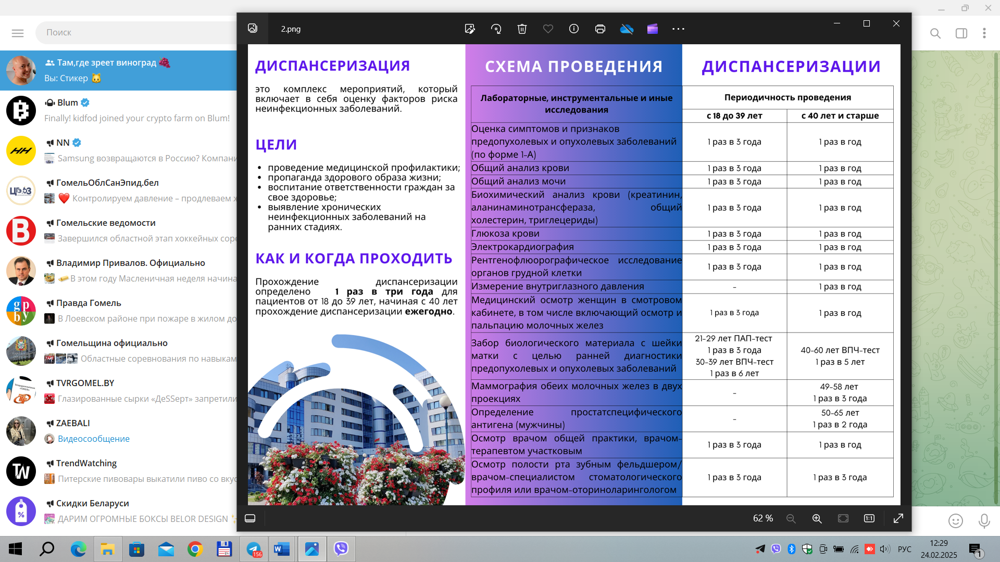 Поиск
Там,где зреет виноград
Вы: Стикер
Blum
Finally! kidfod joined your crypto farm on Blum!
NN
Samsung возвращаются в Россию? Компани
ГомельОблСанЭпид.бел
Контролируем давление – продлеваем ж
Гомельские ведомости
Завершился областной этап хоккейных соре
Владимир Привалов. Официально
В этом году Масленичная неделя начина
Правда Гомель
В Лоевском районе при пожаре в жилом до
Гомельщина официально
Областные соревнования по навыкам
TVRGOMEL.BY
Глазированные сырки «ДеSSерт» запретили
ZAEBALI
Видеосообщение
TrendWatching
Питерские пивовары выкатили пиво со вкус
Скидки Беларуси
ДАРИМ ОГРОМНЫЕ БОКСЫ BELOR DESIGN
2.png
ДИСПАНСЕРИЗАЦИЯ
это комплекс мероприятий, который
включает в себя оценку факторов риска
неинфекционных заболеваний.
ЦЕЛИ
• проведение медицинской профилактики;
• пропаганда здорового образа жизни;
• воспитание ответственности граждан за
свое здоровье;
• выявление хронических
неинфекционных заболеваний на
ранних стадиях.
КАК И КОГДА ПРОХОДИТЬ
Прохождение диспансеризации
определено 1 раз в три года для
пациентов от 18 до 39 лет, начиная с 40 лет
прохождение диспансеризации ежегодно.
СХЕМА ПРОВЕДЕНИЯ ДИСПАНСЕРИЗАЦИИ
Лабораторные, инструментальные и иные
исследования
Периодичность проведения
с 18 до 39 лет
с 40 лет и старше
Оценка симптомов и признаков
предопухолевых и опухолевых заболеваний
(по форме 1-А)
1 раз в 3 года
1 раз в год
Общий анализ крови
1 раз в 3 года
1 раз в год
Общий анализ мочи
1 раз в 3 года
1 раз в год
Биохимический анализ крови (креатинин,
аланинаминотрансфераза, общий
холестерин, триглецериды)
1 раз в 3 года
1 раз в год
Глюкоза крови
1 раз в 3 года
1 раз в год
Электрокардиография
1 раз в 3 года
1 раз в год
Рентгенофлюорографическое исследование
органов грудной клетки
1 раз в 3 года
1 раз в год
Измерение внутриглазного давления
–
1 раз в год
Медицинский осмотр женщин в смотровом
кабинете, в том числе включающий осмотр и
пальпацию молочных желез
1 раз в 3 года
1 раз в год
Забор биологического материала с шейки
матки с целью ранней диагностики
предопухолевых и опухолевых заболеваний
21-29 лет ПАП-тест
1 раз в 3 года
30-39 лет ВПЧ-тест
1 раз в 6 лет
40-60 лет ВПЧ-тест
1 раз в 5 лет
Маммография обеих молочных желез в двух
проекциях
–
49-58 лет
1 раз в 3 года
Определение простатспецифического
антигена (мужчины)
–
50-65 лет
1 раз в 2 года
Осмотр врачом общей практики, врачом-
терапевтом участковым
1 раз в 3 года
1 раз в год
Осмотр полости рта зубным фельдшером/
врачом-специалистом стоматологического
профиля или врачом-оториноларингологом
1 раз в 3 года
1 раз в 3 года
62 %
1:1
156
РУС
12:29
24.02.2025
1